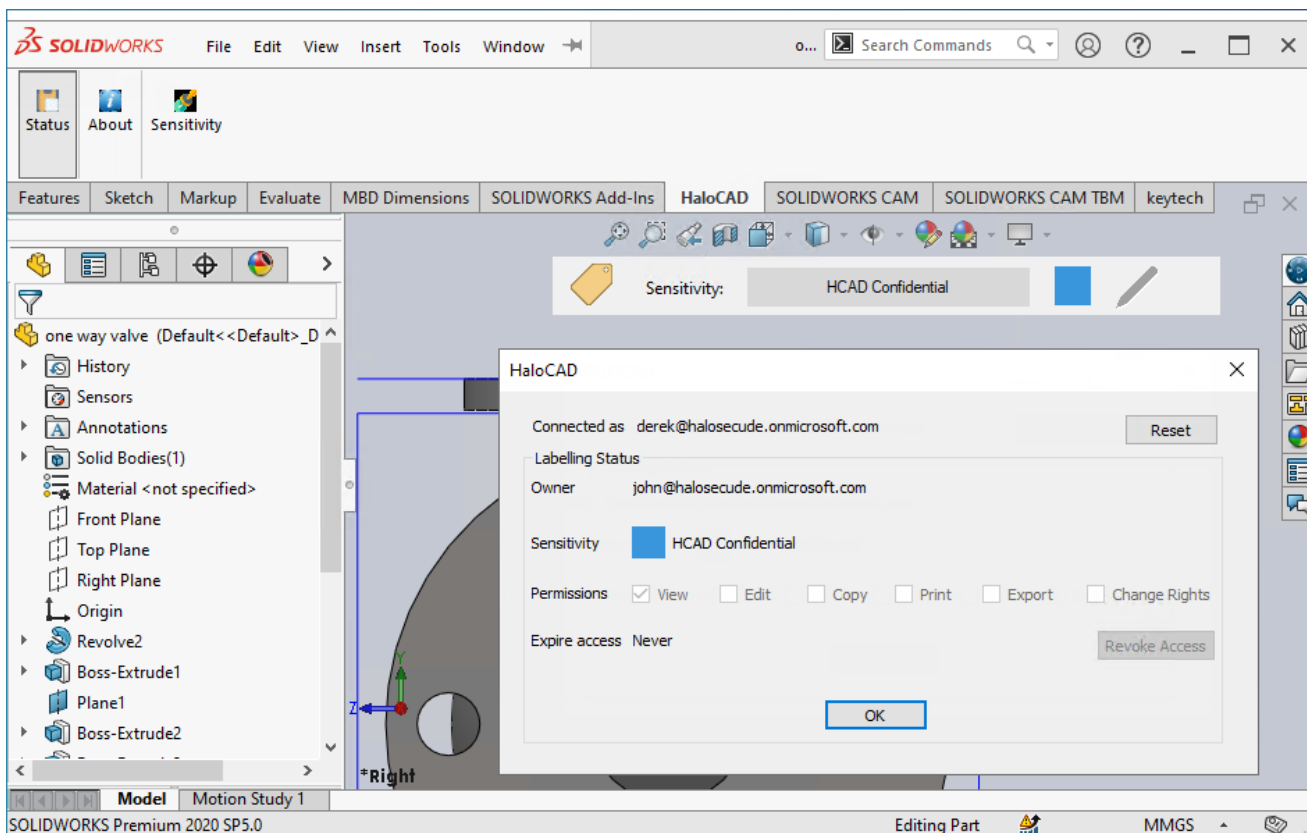 SOLIDWORKS File Edit View Insert Tools Window o... Search Commands
Status About Sensitivity
Features Sketch Markup Evaluate MBD Dimensions SOLIDWORKS Add-Ins HaloCAD SOLIDWORKS CAM SOLIDWORKS CAM TBM keytech
Sensitivity: HCAD Confidential
one way valve (Default<<Default>_D
History
Sensors
Annotations
Solid Bodies(1)
Material <not specified>
Front Plane
Top Plane
Right Plane
Origin
Revolve2
Boss-Extrude1
Plane1
Boss-Extrude2
HaloCAD
Connected as derek@halosecude.onmicrosoft.com Reset
Labelling Status
Owner john@halosecude.onmicrosoft.com
Sensitivity HCAD Confidential
Permissions View Edit Copy Print Export Change Rights
Expire access Never Revoke Access
OK
Y
Z
*Right
Model Motion Study 1
SOLIDWORKS Premium 2020 SP5.0 Editing Part MMGS